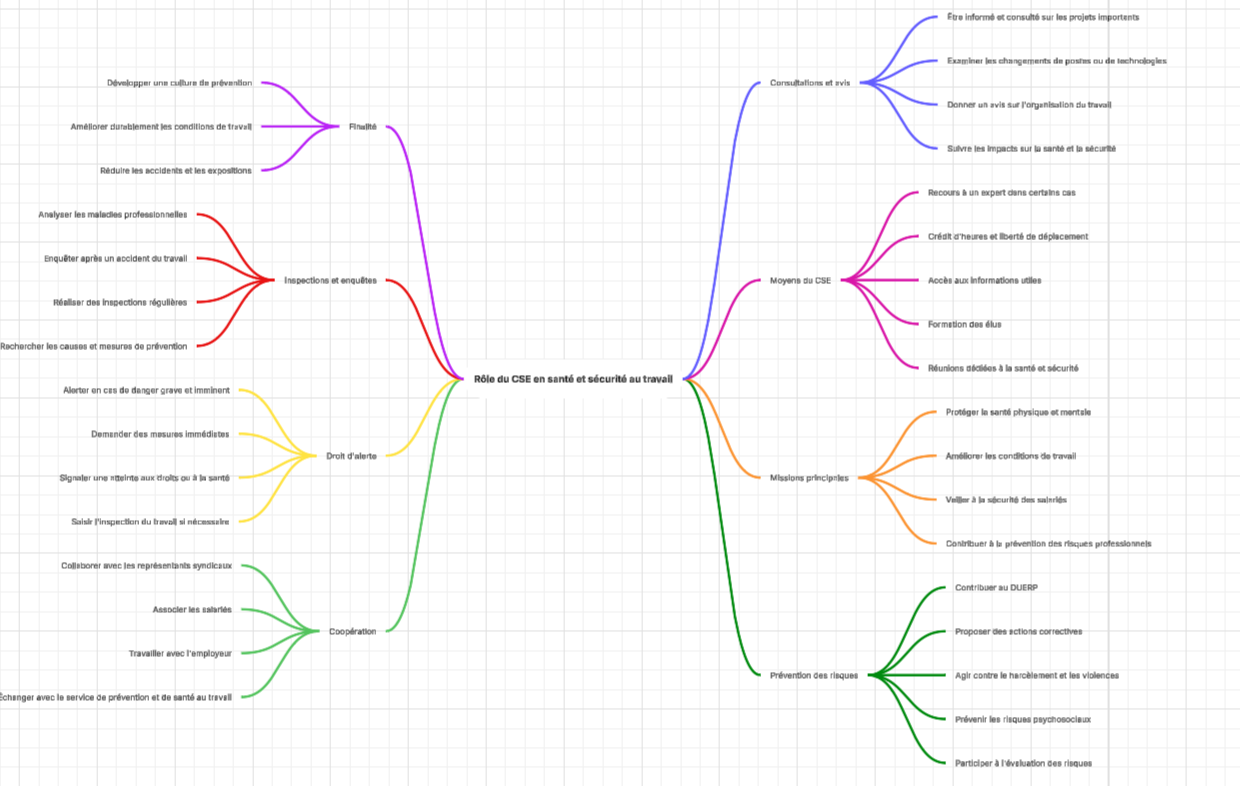 Rôle du CSE en santé et sécurité au travail
Consultations et avis
Être informé et consulté sur les projets importants
Examiner les changements de postes ou de technologies
Donner un avis sur l'organisation du travail
Suivre les impacts sur la santé et la sécurité
Moyens du CSE
Recours à un expert dans certains cas
Crédit d'heures et liberté de déplacement
Accès aux informations utiles
Formation des élus
Réunions dédiées à la santé et sécurité
Missions principales
Protéger la santé physique et mentale
Améliorer les conditions de travail
Veiller à la sécurité des salariés
Contribuer à la prévention des risques professionnels
Prévention des risques
Contribuer au DUERP
Proposer des actions correctives
Agir contre le harcèlement et les violences
Prévenir les risques psychosociaux
Participer à l'évaluation des risques
Finalité
Développer une culture de prévention
Améliorer durablement les conditions de travail
Réduire les accidents et les expositions
Inspections et enquêtes
Analyser les maladies professionnelles
Enquêter après un accident du travail
Réaliser des inspections régulières
Rechercher les causes et mesures de prévention
Droit d'alerte
Alerter en cas de danger grave et imminent
Demander des mesures immédiates
Signaler une atteinte aux droits ou à la santé
Saisir l'inspection du travail si nécessaire
Coopération
Collaborer avec les représentants syndicaux
Associer les salariés
Travailler avec l'employeur
Échanger avec le service de prévention et de santé au travail